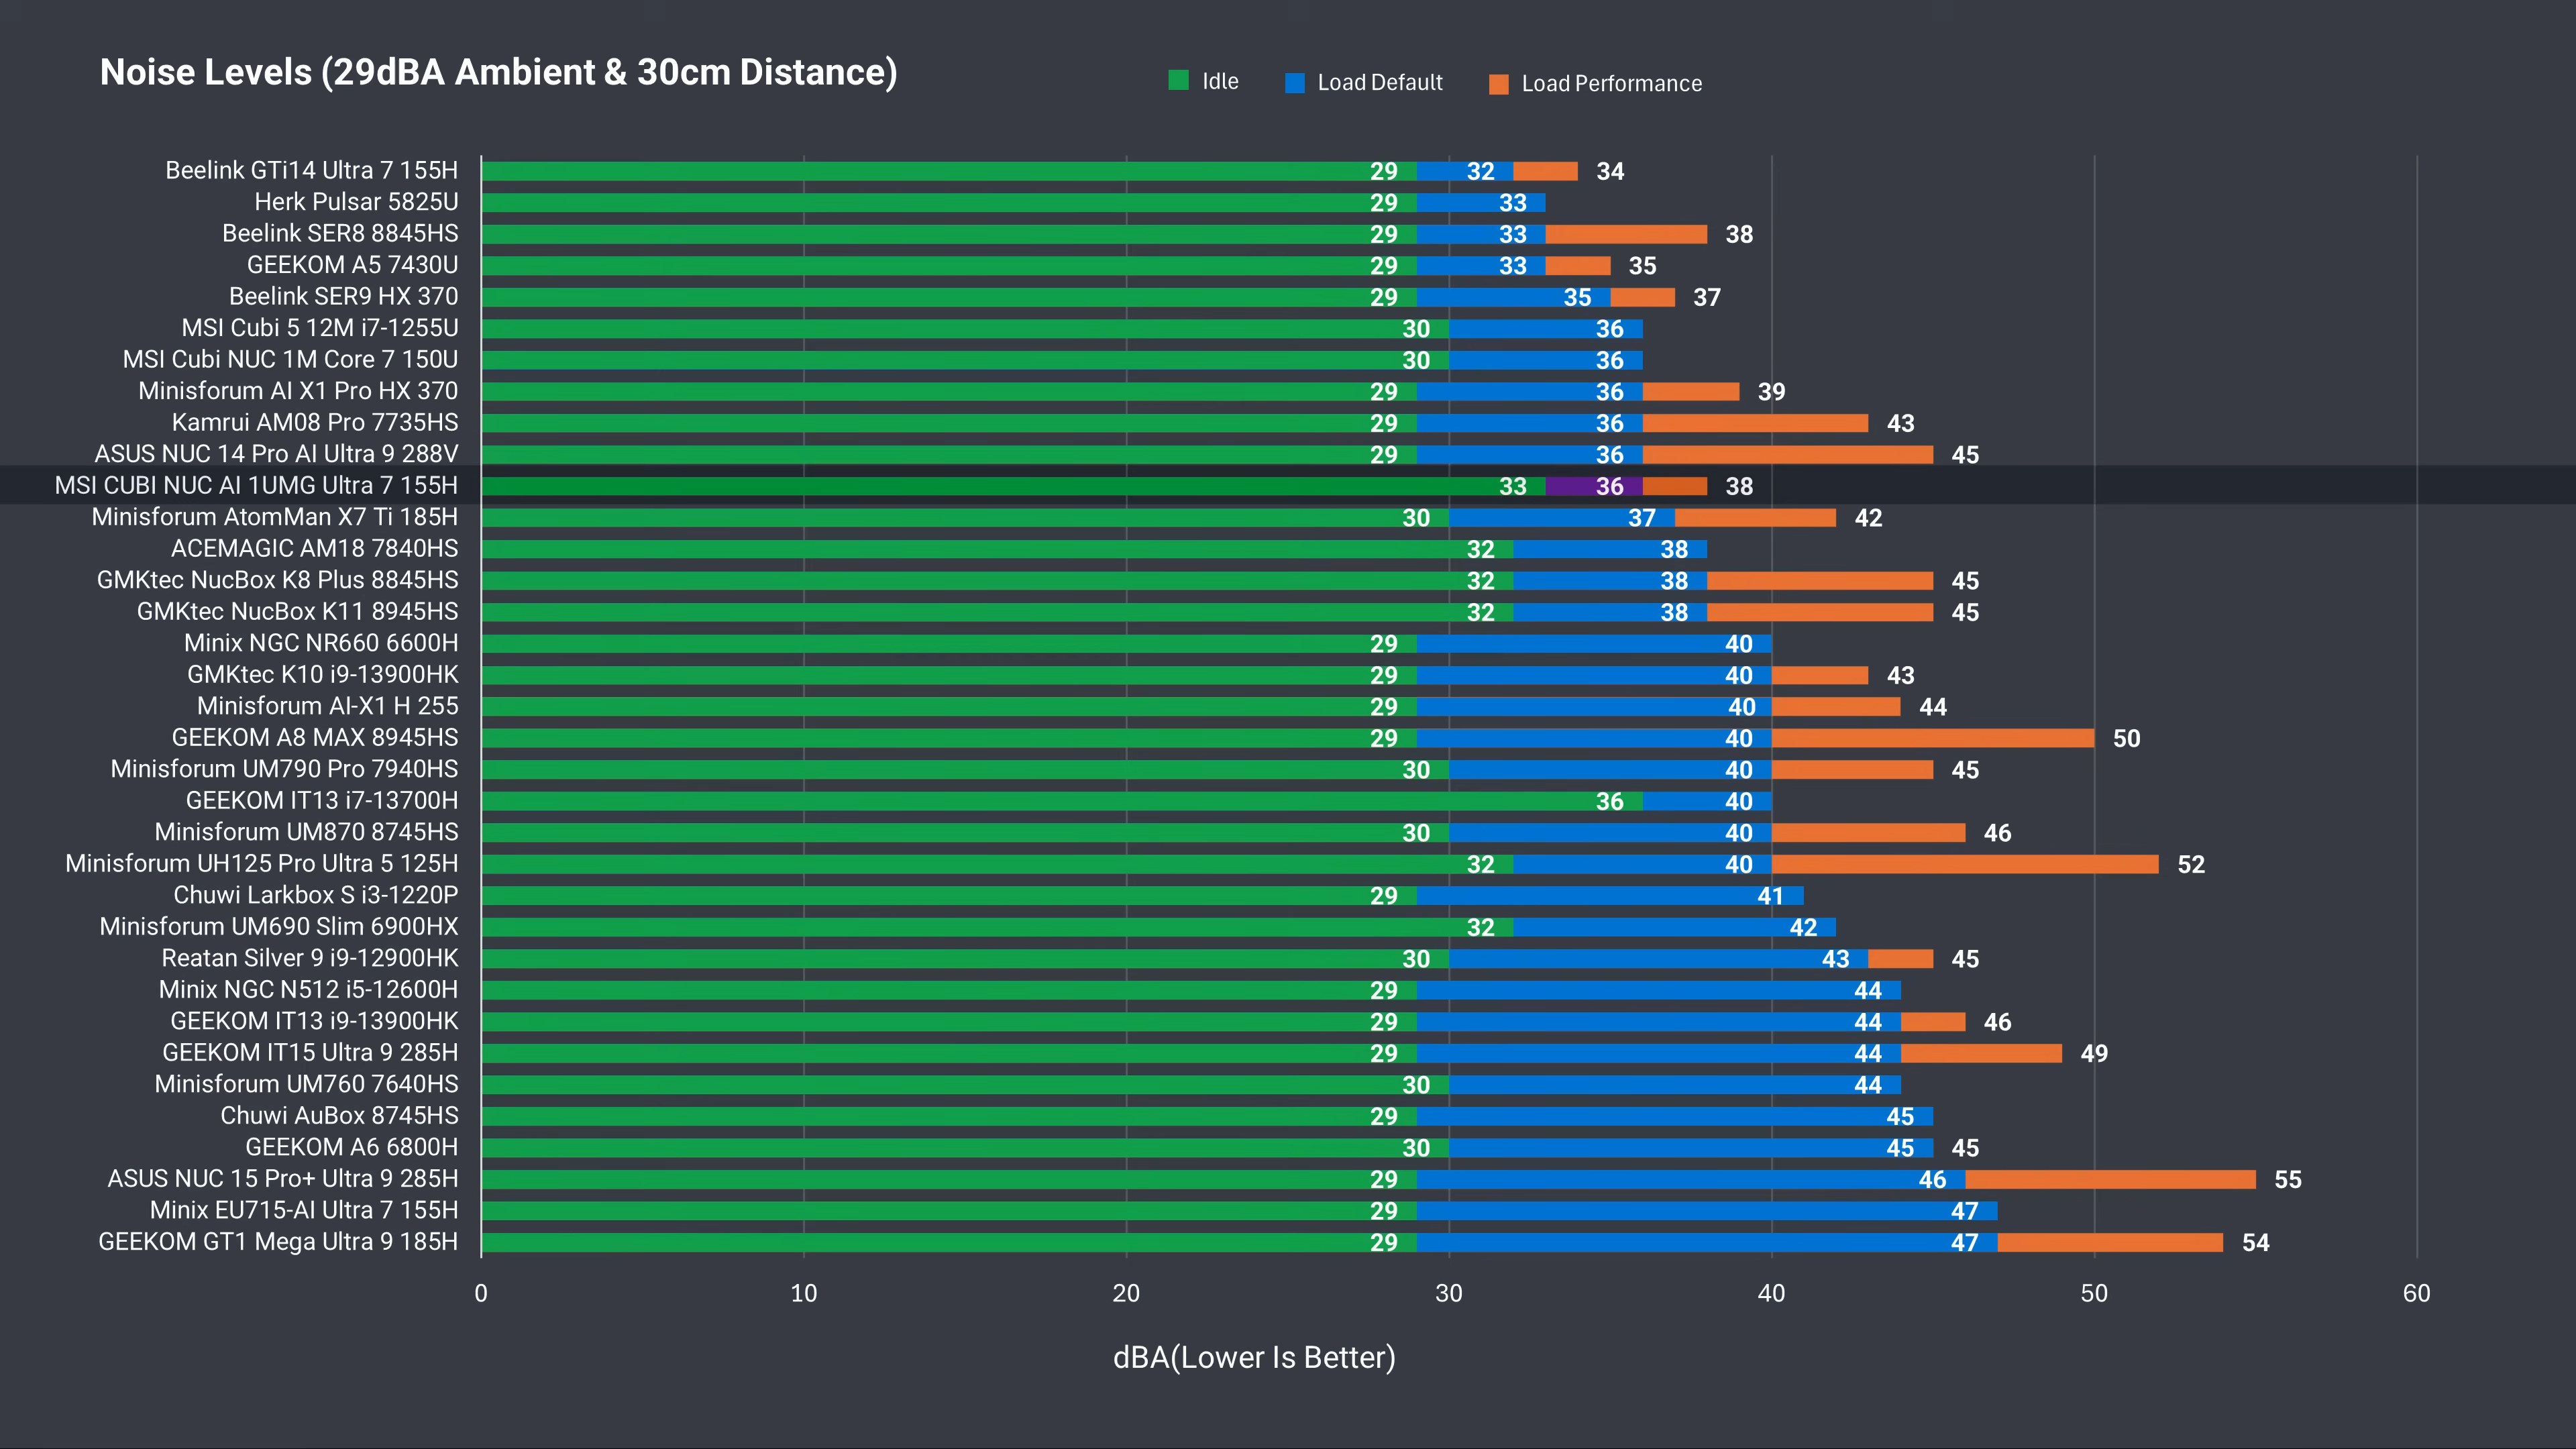 Noise Levels (29dBA Ambient & 30cm Distance)
Idle Load Default Load Performance
Beelink GTi14 Ultra 7 155H 29 32 34
Herk Pulsar 5825U 29 33
Beelink SER8 8845HS 29 33 38
GEEKOM A5 7430U 29 33 35
Beelink SER9 HX 370 29 35 37
MSI Cubi 5 12M i7-1255U 30 36
MSI Cubi NUC 1M Core 7 150U 30 36
Minisforum AI X1 Pro HX 370 29 36 39
Kamrui AM08 Pro 7735HS 29 36 43
ASUS NUC 14 Pro AI Ultra 9 288V 29 36 45
MSI CUBI NUC AI 1UMG Ultra 7 155H 33 36 38
Minisforum AtomMan X7 Ti 185H 30 37 42
ACEMAGIC AM18 7840HS 32 38
GMKtec NucBox K8 Plus 8845HS 32 38 45
GMKtec NucBox K11 8945HS 32 38 45
Minix NGC NR660 6600H 29 40
GMKtec K10 i9-13900HK 29 40 43
Minisforum AI-X1 H 255 29 40 44
GEEKOM A8 MAX 8945HS 29 40 50
Minisforum UM790 Pro 7940HS 30 40 45
GEEKOM IT13 i7-13700H 36 40
Minisforum UM870 8745HS 30 40 46
Minisforum UH125 Pro Ultra 5 125H 32 40 52
Chuwi Larkbox S i3-1220P 29 41
Minisforum UM690 Slim 6900HX 32 42
Reatan Silver 9 i9-12900HK 30 43 45
Minix NGC N512 i5-12600H 29 44
GEEKOM IT13 i9-13900HK 29 44 46
GEEKOM IT15 Ultra 9 285H 29 44 49
Minisforum UM760 7640HS 30 44
Chuwi AuBox 8745HS 29 45
GEEKOM A6 6800H 30 45 45
ASUS NUC 15 Pro+ Ultra 9 285H 29 46 55
Minix EU715-AI Ultra 7 155H 29 47
GEEKOM GT1 Mega Ultra 9 185H 29 47 54
0 10 20 30 40 50 60
dBA(Lower Is Better)